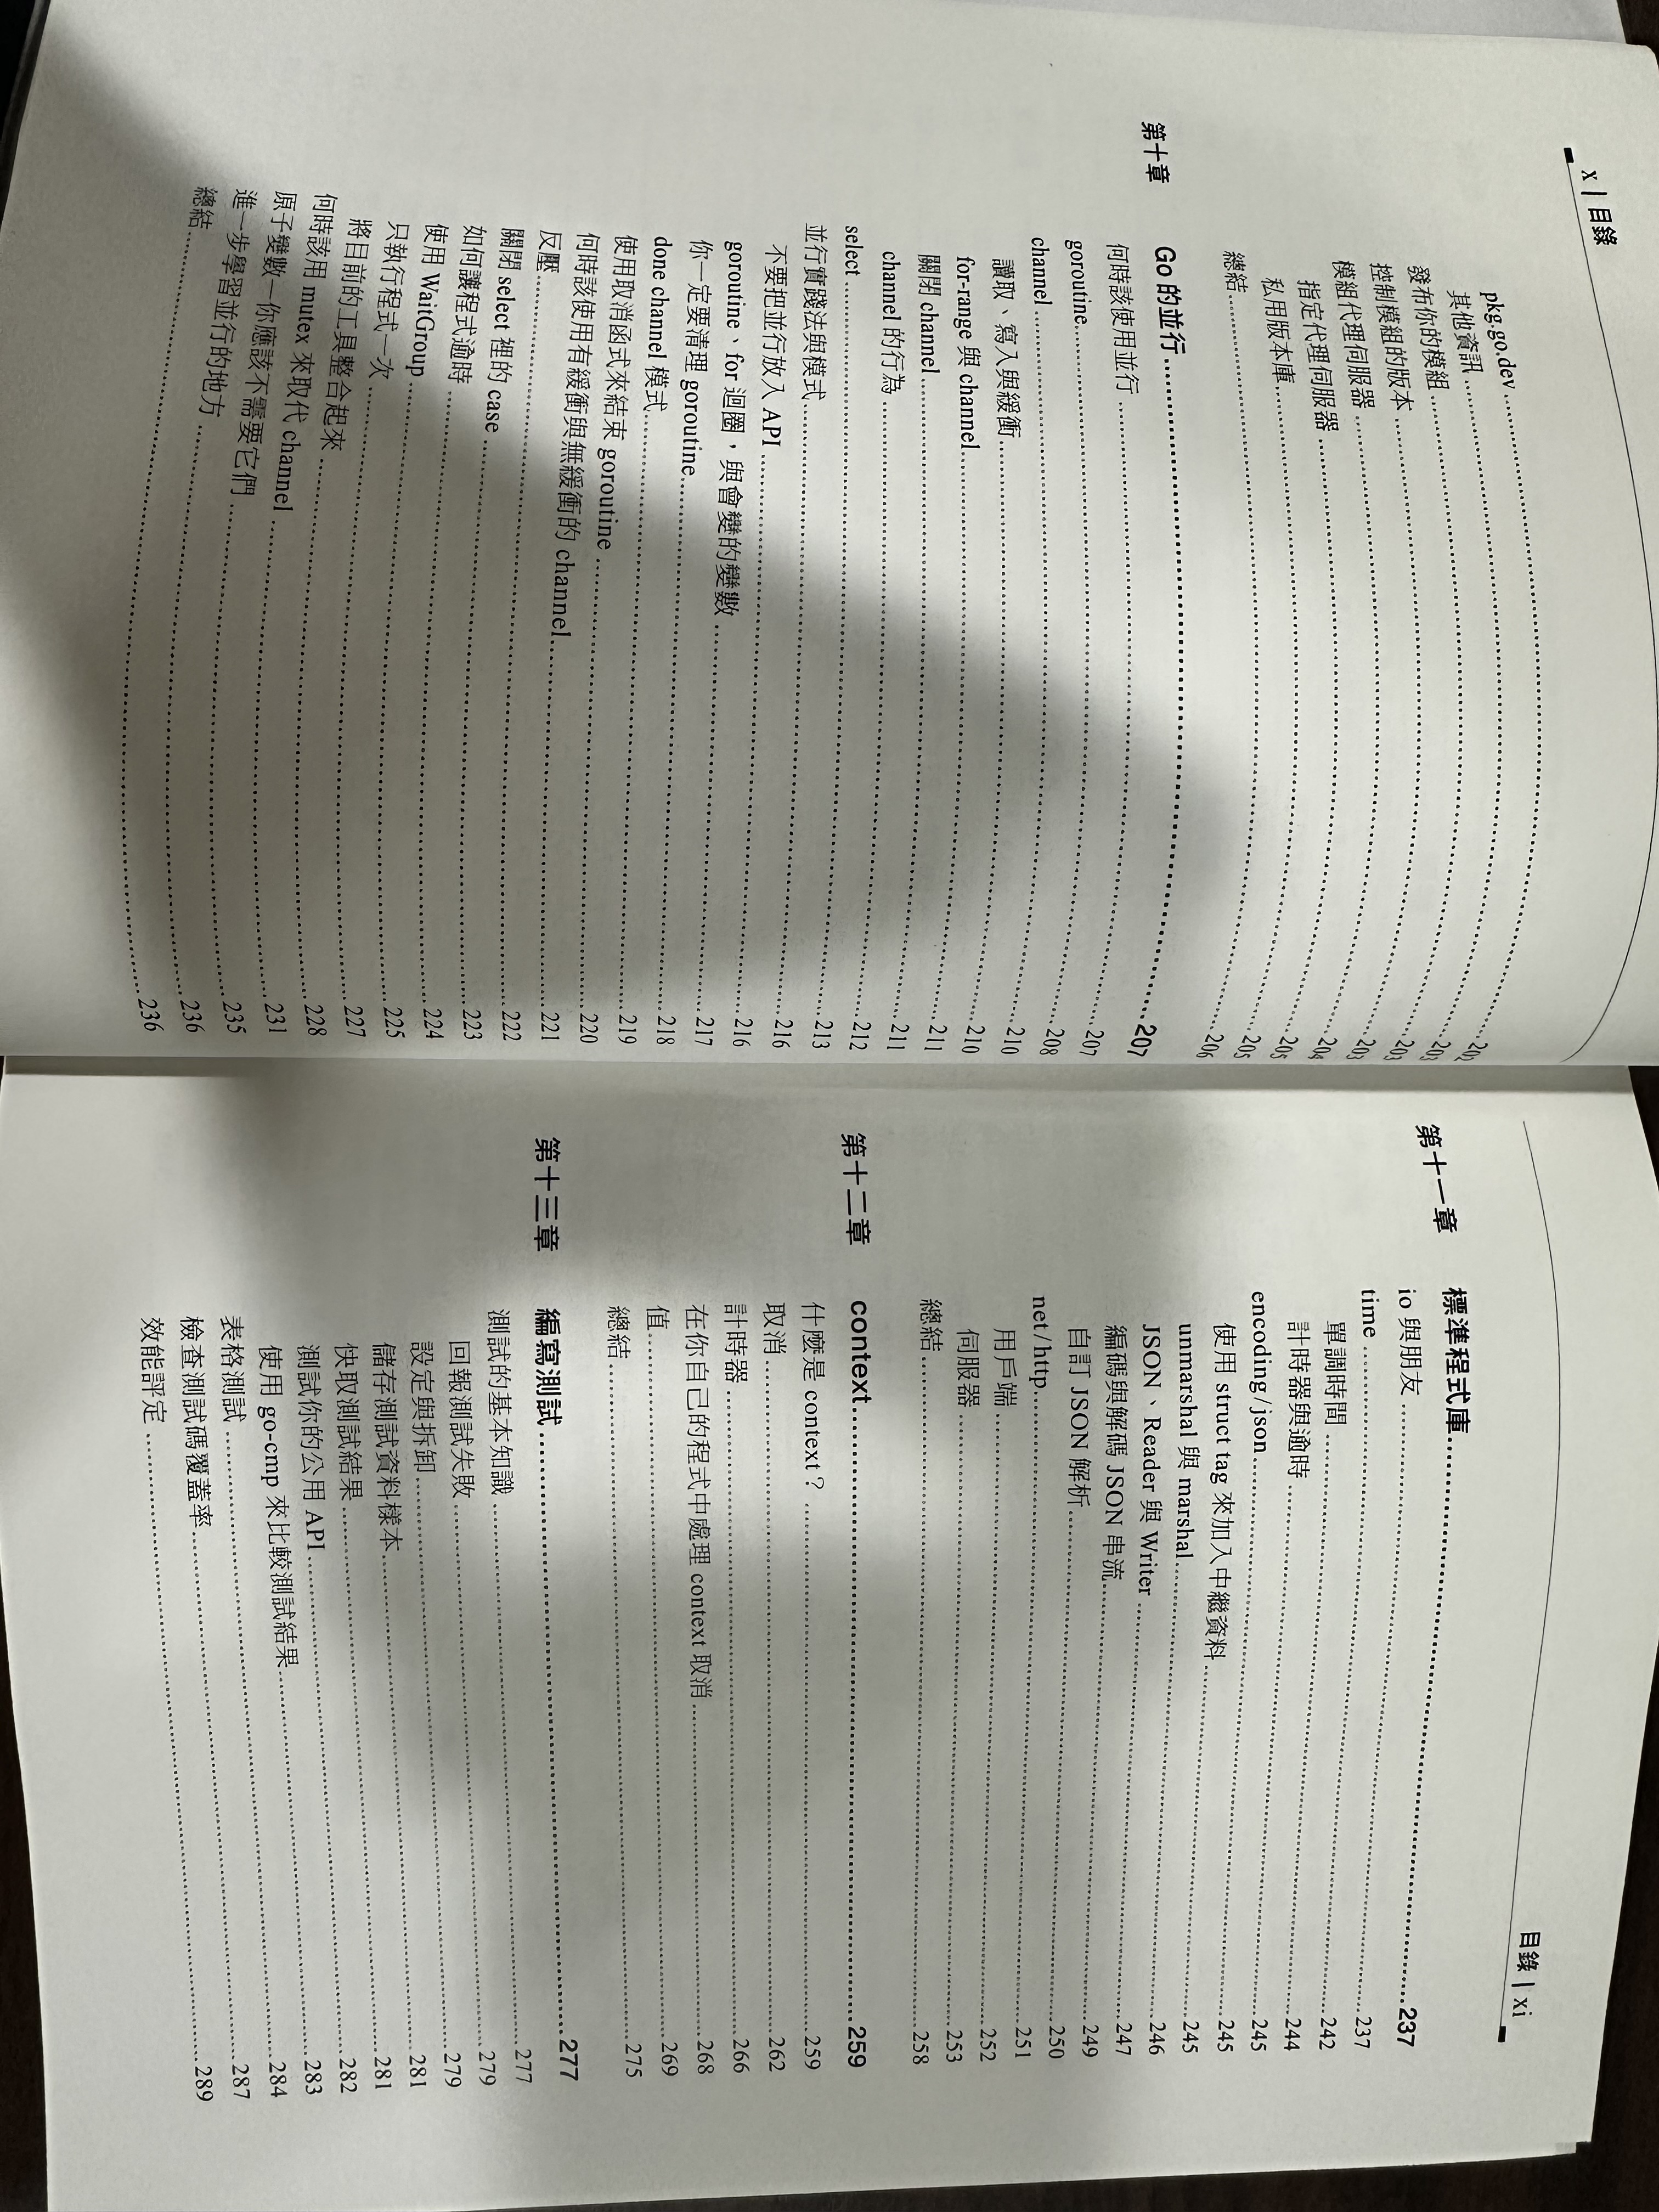 x | 目錄
pkg.go.dev
其他資訊
發布你的模組 203
控制模組的版本 203
模組代理伺服器 204
指定代理伺服器 205
私用版本庫 205
總結 206
第十章 Go 的並行 207
何時該使用並行 207
goroutine 208
channel 210
讀取、寫入與緩衝 210
for-range 與 channel 211
關閉 channel 211
channel 的行為 212
select 213
並行實踐法與模式 216
不要把並行放入 API 216
goroutine、for 迴圈，與會變的變數 217
你一定要清理 goroutine 218
done channel 模式 219
使用取消函式來結束 goroutine 220
何時該使用有緩衝與無緩衝的 channel 221
反壓 222
關閉 select 裡的 case 223
如何讓程式逾時 224
使用 WaitGroup 225
只執行程式一次 227
將目前的工具整合起來 228
何時該用 mutex 來取代 channel 231
原子變數—你應該不需要它們 235
進一步學習並行的地方 236
總結 236
目錄 | xi
第十一章 標準程式庫 237
io 與朋友 237
time 242
單調時間 244
計時器與逾時 245
encoding/json 245
使用 struct tag 來加入中繼資料 245
unmarshal 與 marshal 246
JSON、Reader 與 Writer 247
編碼與解碼 JSON 串流 249
自訂 JSON 解析 250
net/http 251
用戶端 252
伺服器 253
總結 258
第十二章 context 259
什麼是 context？ 259
取消 262
計時器 266
在你自己的程式中處理 context 取消 268
值 269
總結 275
第十三章 編寫測試 277
測試的基本知識 277
回報測試失敗 279
設定與拆卸 279
儲存測試資料樣本 281
快取測試結果 281
測試你的公用 API 282
使用 go-cmp 來比較測試結果 283
表格測試 284
檢查測試碼覆蓋率 287
效能評定 289